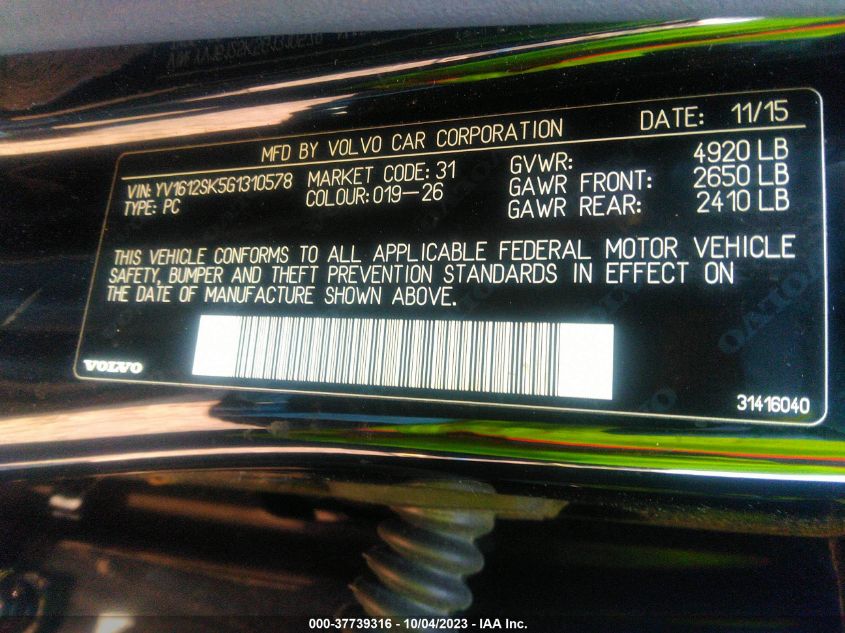 MFD BY VOLVO CAR CORPORATION DATE: 11/15
VIN: YV1612SK5G1310578 MARKET CODE: 31 GVWR: 4920 LB
TYPE: PC COLOUR: 019-26 GAWR FRONT: 2650 LB
GAWR REAR: 2410 LB
THIS VEHICLE CONFORMS TO ALL APPLICABLE FEDERAL MOTOR VEHICLE
SAFETY, BUMPER AND THEFT PREVENTION STANDARDS IN EFFECT ON
THE DATE OF MANUFACTURE SHOWN ABOVE.
VOLVO
31416040
000-37739316 - 10/04/2023 - IAA Inc.